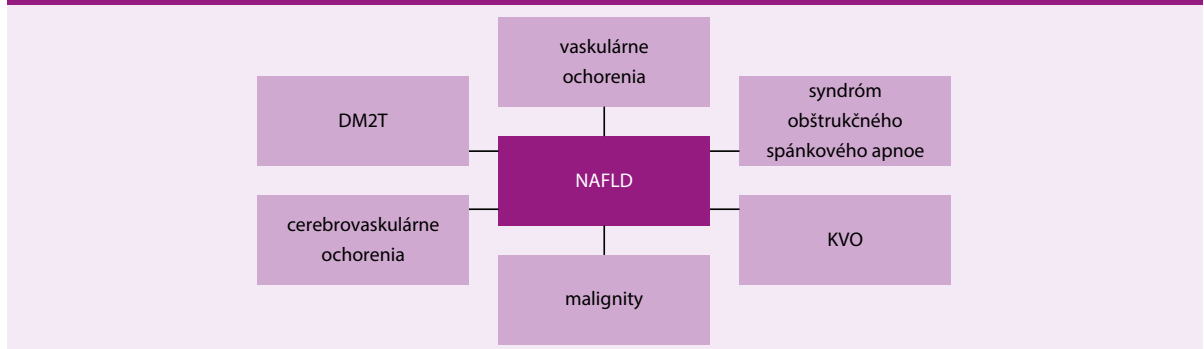 vaskulárne
ochorenia
DM2T
syndróm
obštrukčného
spánkového apnoe
NAFLD
cerebrovaskulárne
ochorenia
KVO
malignity